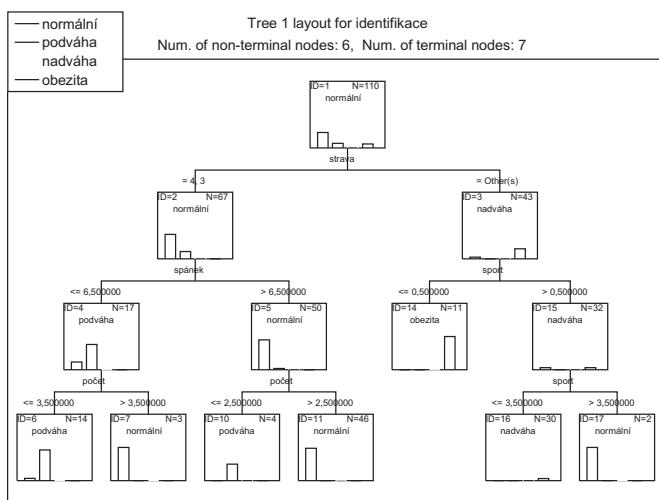 normální
podváha
nadváha
obezita
Tree 1 layout for identifikace
Num. of non-terminal nodes: 6, Num. of terminal nodes: 7
ID=1 N=110
normální
strava
= 4, 3 = Other(s)
ID=2 N=67 ID=3 N=43
normální nadváha
spánek sport
<= 6,500000 > 6,500000 <= 0,500000 > 0,500000
ID=4 N=17 ID=5 N=50 ID=14 N=11 ID=15 N=32
podváha normální obezita nadváha
počet počet sport
<= 3,500000 > 3,500000 <= 2,500000 > 2,500000 <= 3,500000 > 3,500000
ID=6 N=14 ID=7 N=3 ID=10 N=4 ID=11 N=46 ID=16 N=30 ID=17 N=2
podváha normální podváha normální nadváha normální